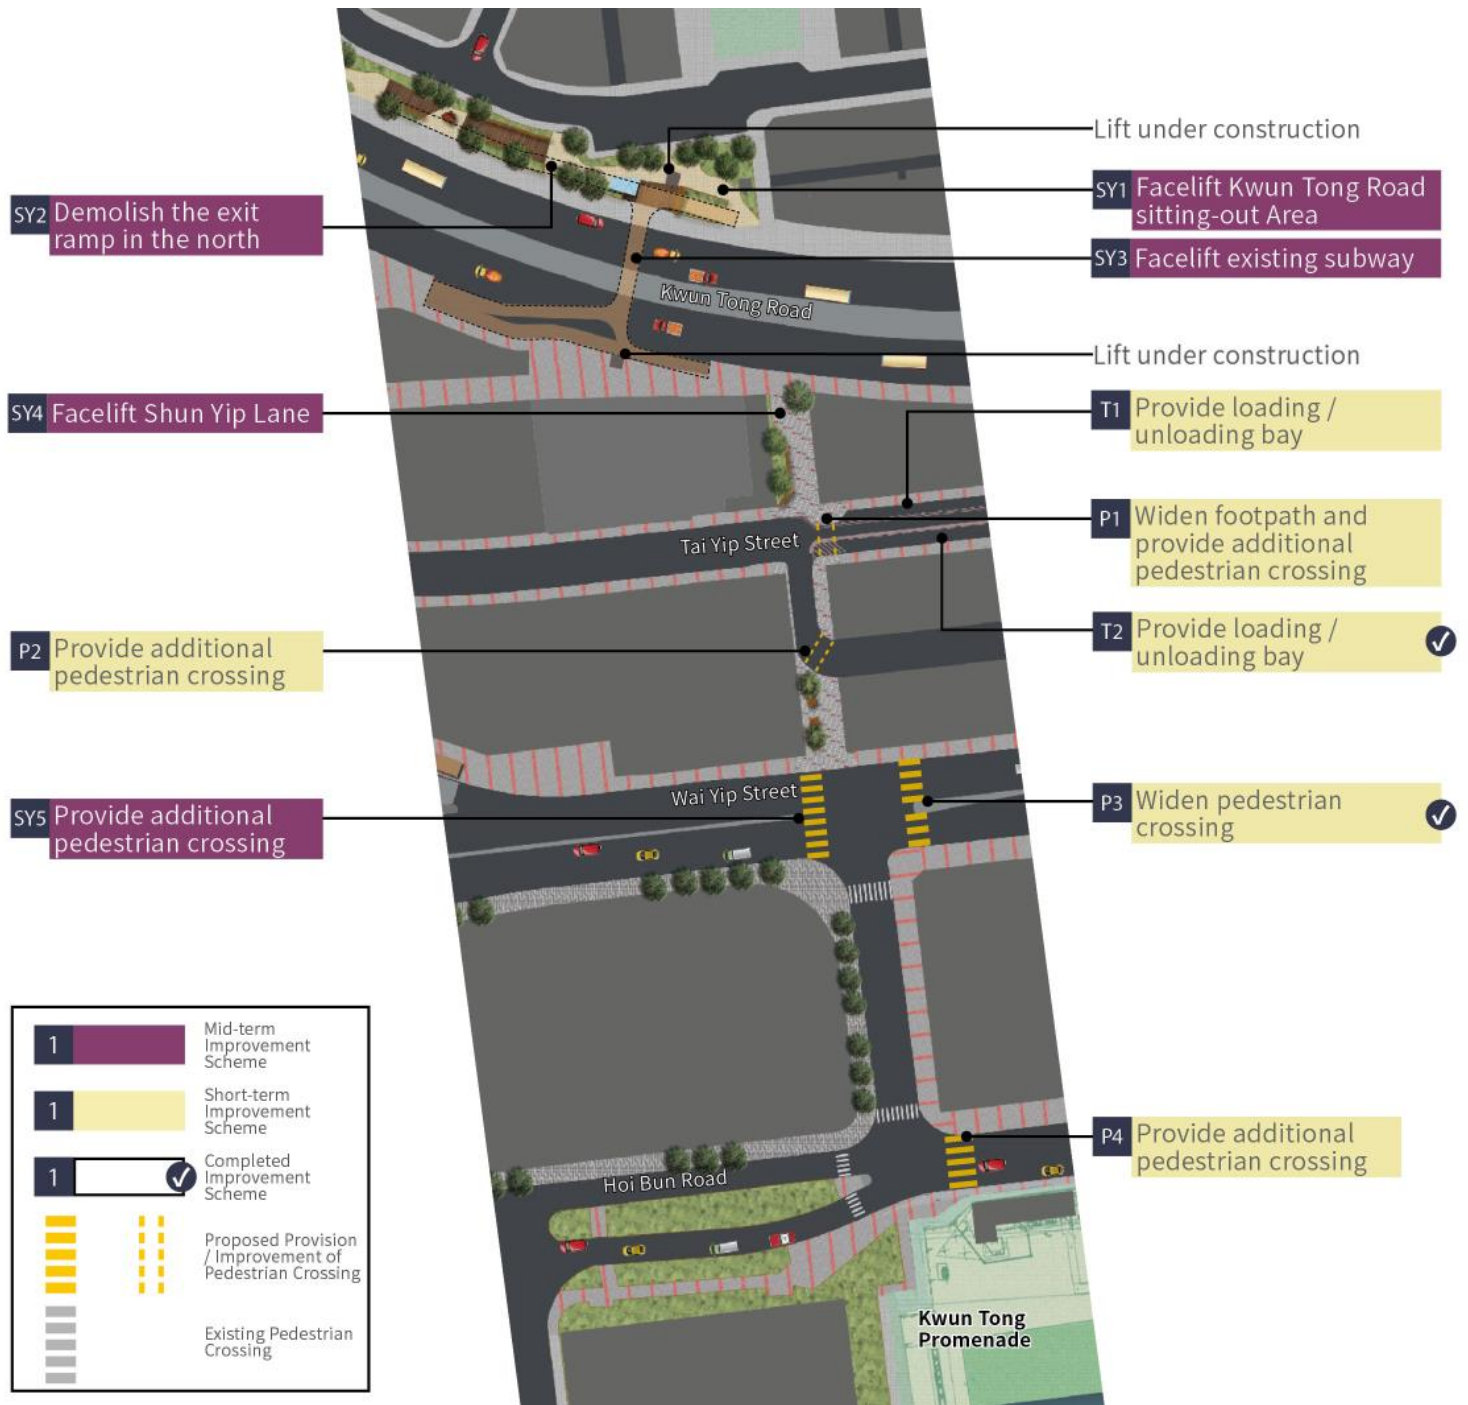 Lift under construction
SY1 Facelift Kwun Tong Road
sitting-out Area
SY2 Demolish the exit
ramp in the north
SY3 Facelift existing subway
Kwun Tong Road
Lift under construction
SY4 Facelift Shun Yip Lane
T1 Provide loading /
unloading bay
P1 Widen footpath and
provide additional
pedestrian crossing
Tai Yip Street
T2 Provide loading /
unloading bay
P2 Provide additional
pedestrian crossing
Wai Yip Street
P3 Widen pedestrian
crossing
SY5 Provide additional
pedestrian crossing
P4 Provide additional
pedestrian crossing
Hoi Bun Road
Kwun Tong
Promenade
1 Mid-term
Improvement
Scheme
1 Short-term
Improvement
Scheme
1 Completed
Improvement
Scheme
Proposed Provision
/ Improvement of
Pedestrian Crossing
Existing Pedestrian
Crossing